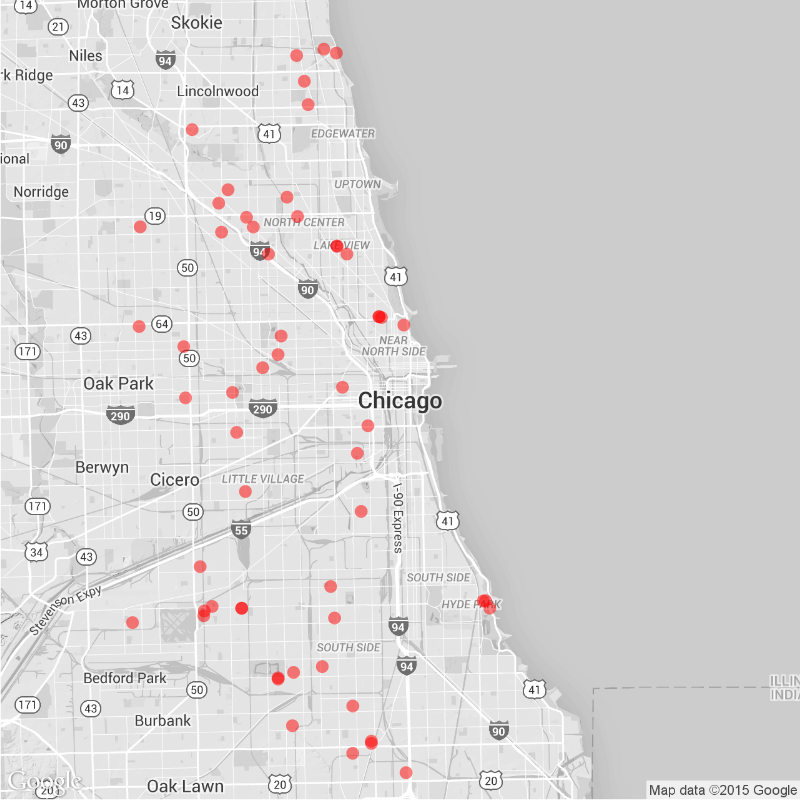 14
Morton Grove
Skokie
21
Niles
94
rk Ridge
14
Lincolnwood
43
41
EDGEWATER
90
ional
Norridge
UPTOWN
19
NORTH CENTER
94
LAKEVIEW
50
41
90
64
43
NEAR
NORTH SIDE
171
50
Oak Park
290
290
Chicago
Berwyn
Cicero
LITTLE VILLAGE
171
50
I-90 Express
41
55
34
43
Stevenson Expy
SOUTH SIDE
HYDE PARK
94
SOUTH SIDE
94
Bedford Park
50
41
ILLIN
INDIA
171
43
Burbank
90
Google
20
Oak Lawn
20
20
Map data ©2015 Google